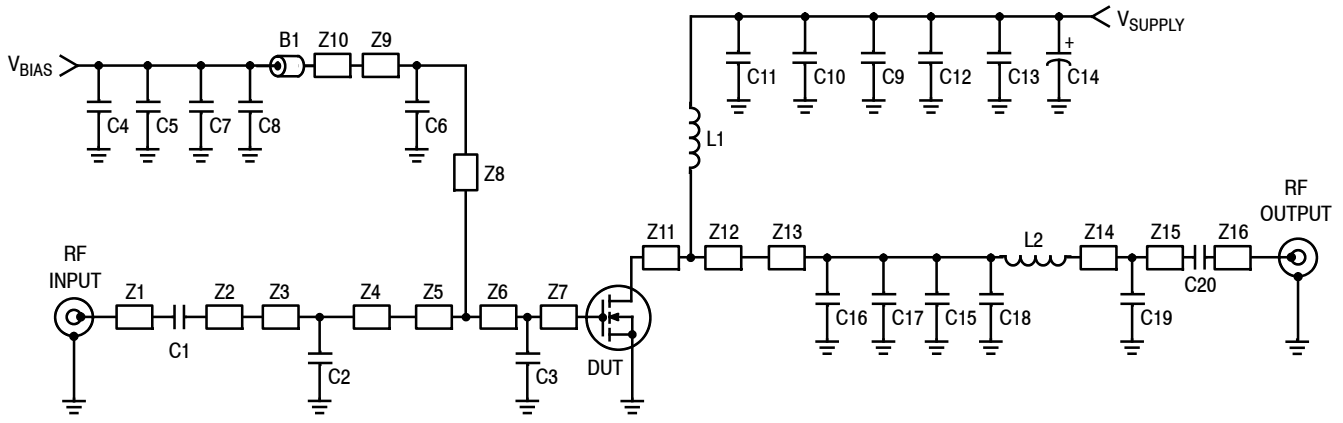 V_SUPPLY
B1 Z10 Z9
V_BIAS
+
C11 C10 C9 C12 C13 C14
C4 C5 C7 C8 C6
L1
Z8
RF
INPUT
RF
OUTPUT
Z11 Z12 Z13 L2 Z14 Z15 Z16
C20
Z1 Z2 Z3 Z4 Z5 Z6 Z7
C16 C17 C15 C18 C19
C1
C2 C3 DUT